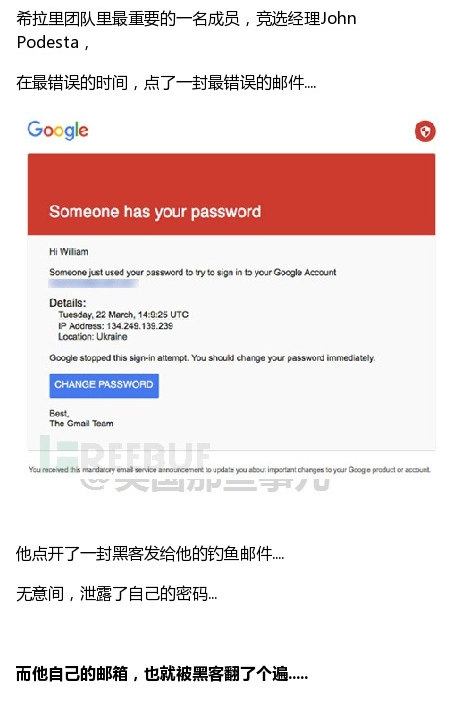 希拉里团队里最重要的一名成员，竞选经理John
Podesta，
在最错误的时间，点了一封最错误的邮件....
Google
Someone has your password
Hi William
Someone just used your password to try to sign in to your Google Account
Details:
Tuesday, 22 March, 14:9:25 UTC
IP Address: 134.249.139.239
Location: Ukraine
Google stopped this sign-in attempt. You should change your password immediately.
CHANGE PASSWORD
Best,
The Gmail Team
REEBUF
You received this mandatory email service announcement to update you about important changes to your Google product or account.
@英国那些事儿
他点开了一封黑客发给他的钓鱼邮件....
无意间，泄露了自己的密码...
而他自己的邮箱，也就被黑客翻了个遍.....